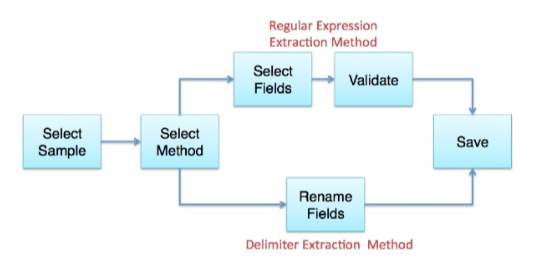 Regular Expression
Extraction Method
Select
Fields
Validate
Select
Sample
Select
Method
Save
Rename
Fields
Delimiter Extraction Method